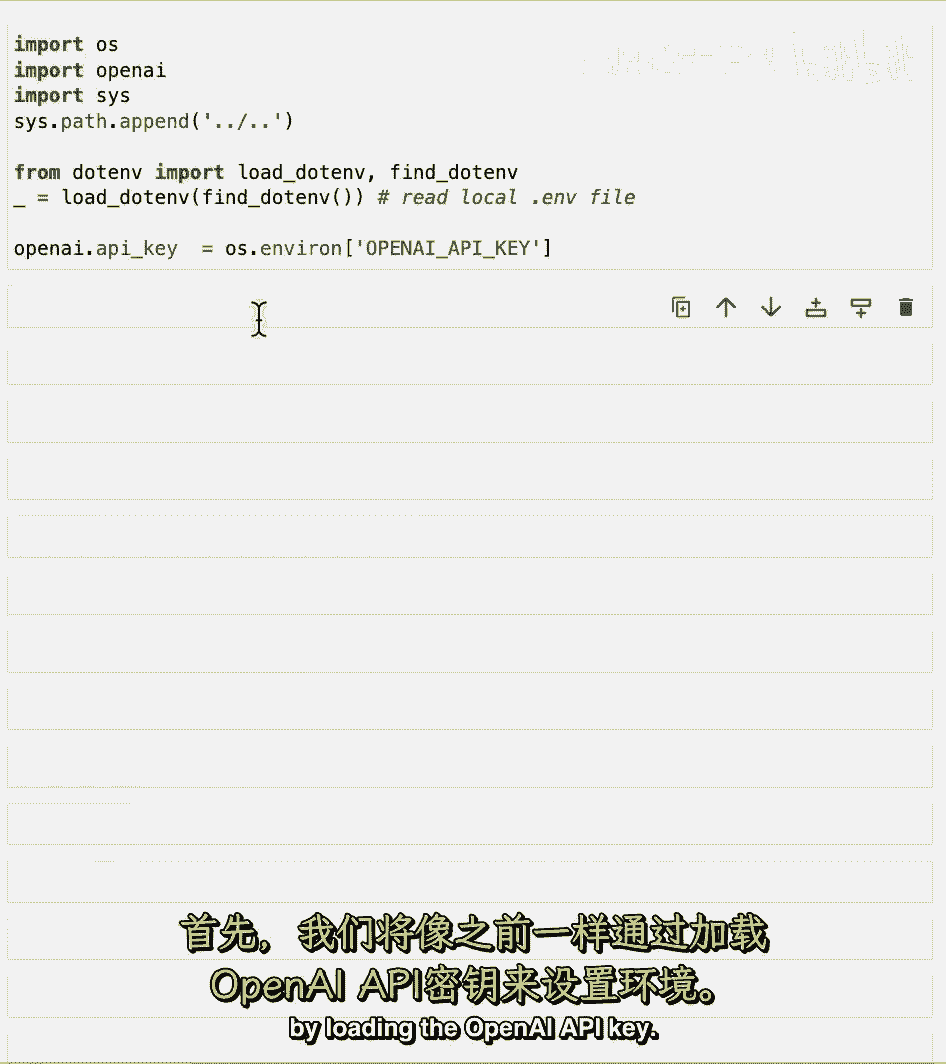 import os
import openai
import sys
sys.path.append('../..')
from dotenv import load_dotenv, find_dotenv
_ = load_dotenv(find_dotenv()) # read local .env file
openai.api_key  = os.environ['OPENAI_API_KEY']
首先，我们将像之前一样通过加载
OpenAI API密钥来设置环境。
by loading the OpenAI API key.